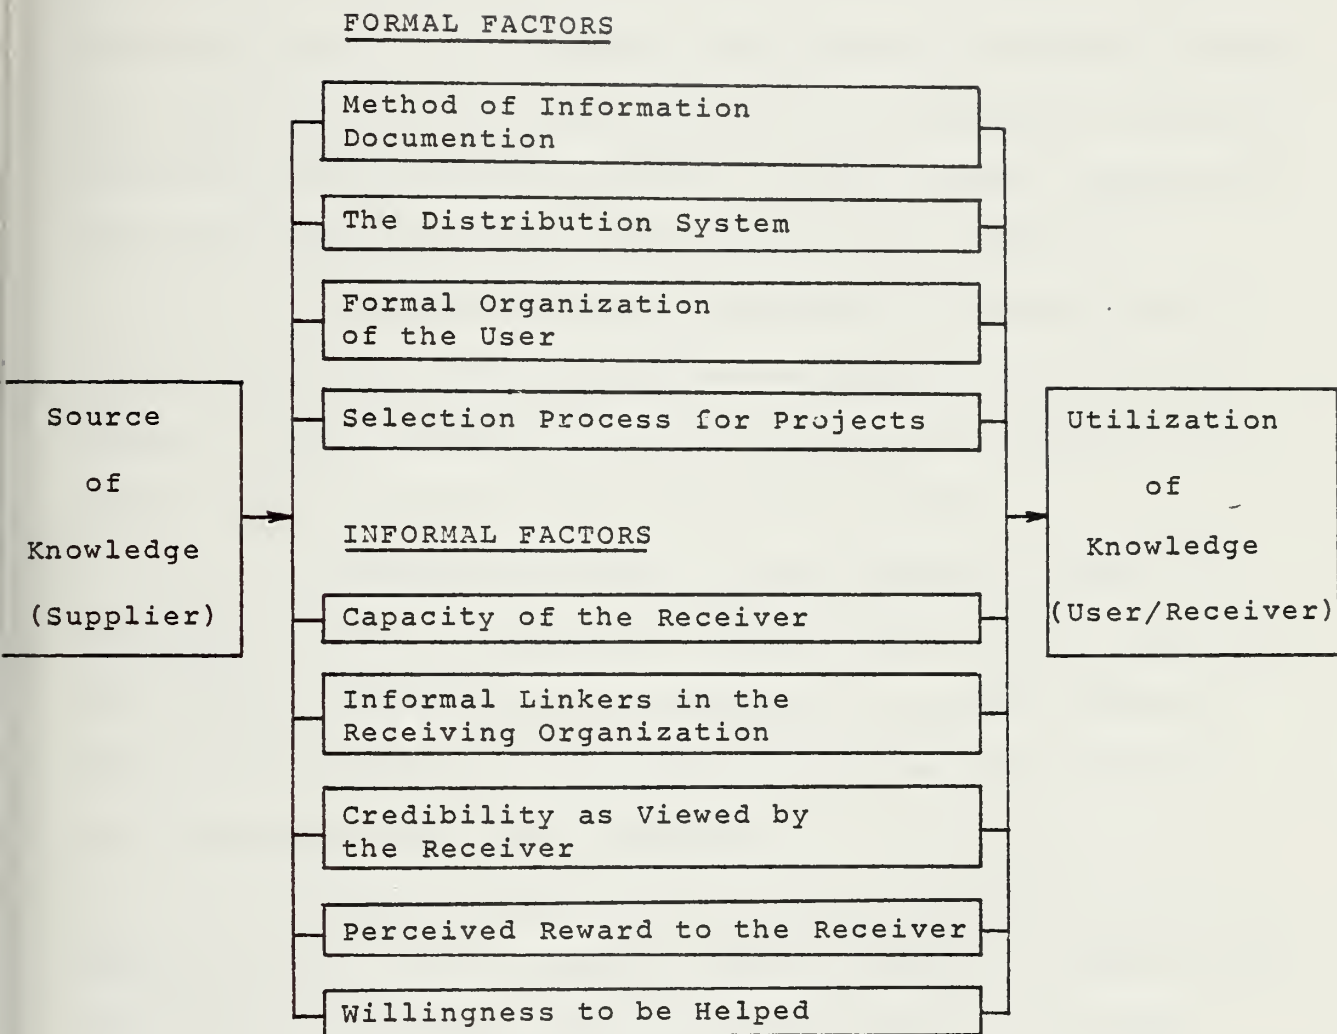 FORMAL FACTORS
Method of Information
Documention
The Distribution System
Formal Organization
of the User
Selection Process for Projects
Source
of
Knowledge
(Supplier)
INFORMAL FACTORS
Capacity of the Receiver
Informal Linkers in the
Receiving Organization
Credibility as Viewed by
the Receiver
Perceived Reward to the Receiver
Willingness to be Helped
Utilization
of
Knowledge
(User/Receiver)